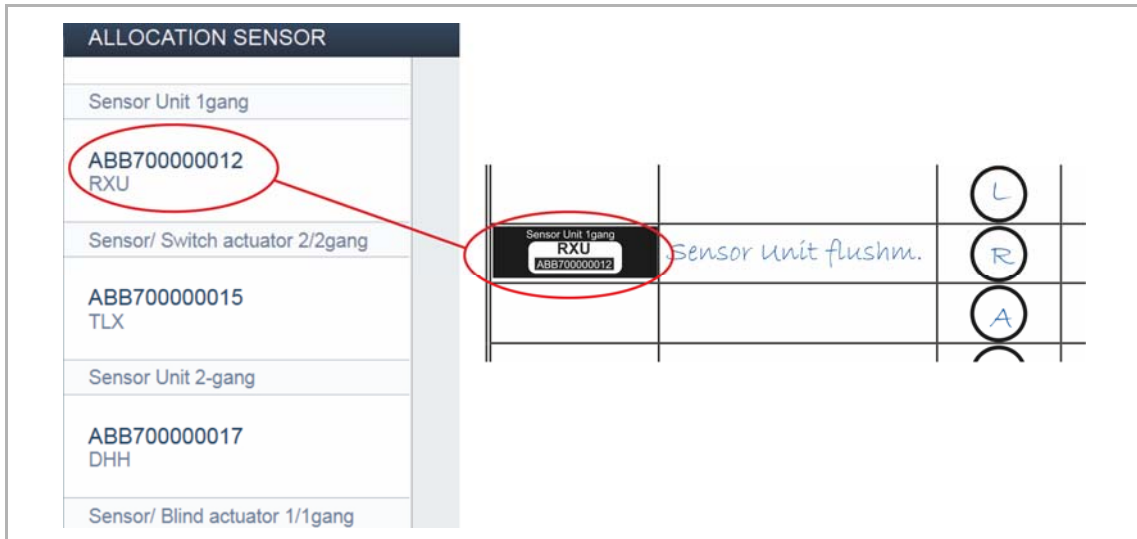 ALLOCATION SENSOR
Sensor Unit 1gang
ABB700000012
RXU
Sensor/ Switch actuator 2/2gang
ABB700000015
TLX
Sensor Unit 2-gang
ABB700000017
DHH
Sensor/ Blind actuator 1/1gang
L
Sensor Unit 1gang
RXU
ABB700000012
Sensor Unit flushm.
R
A